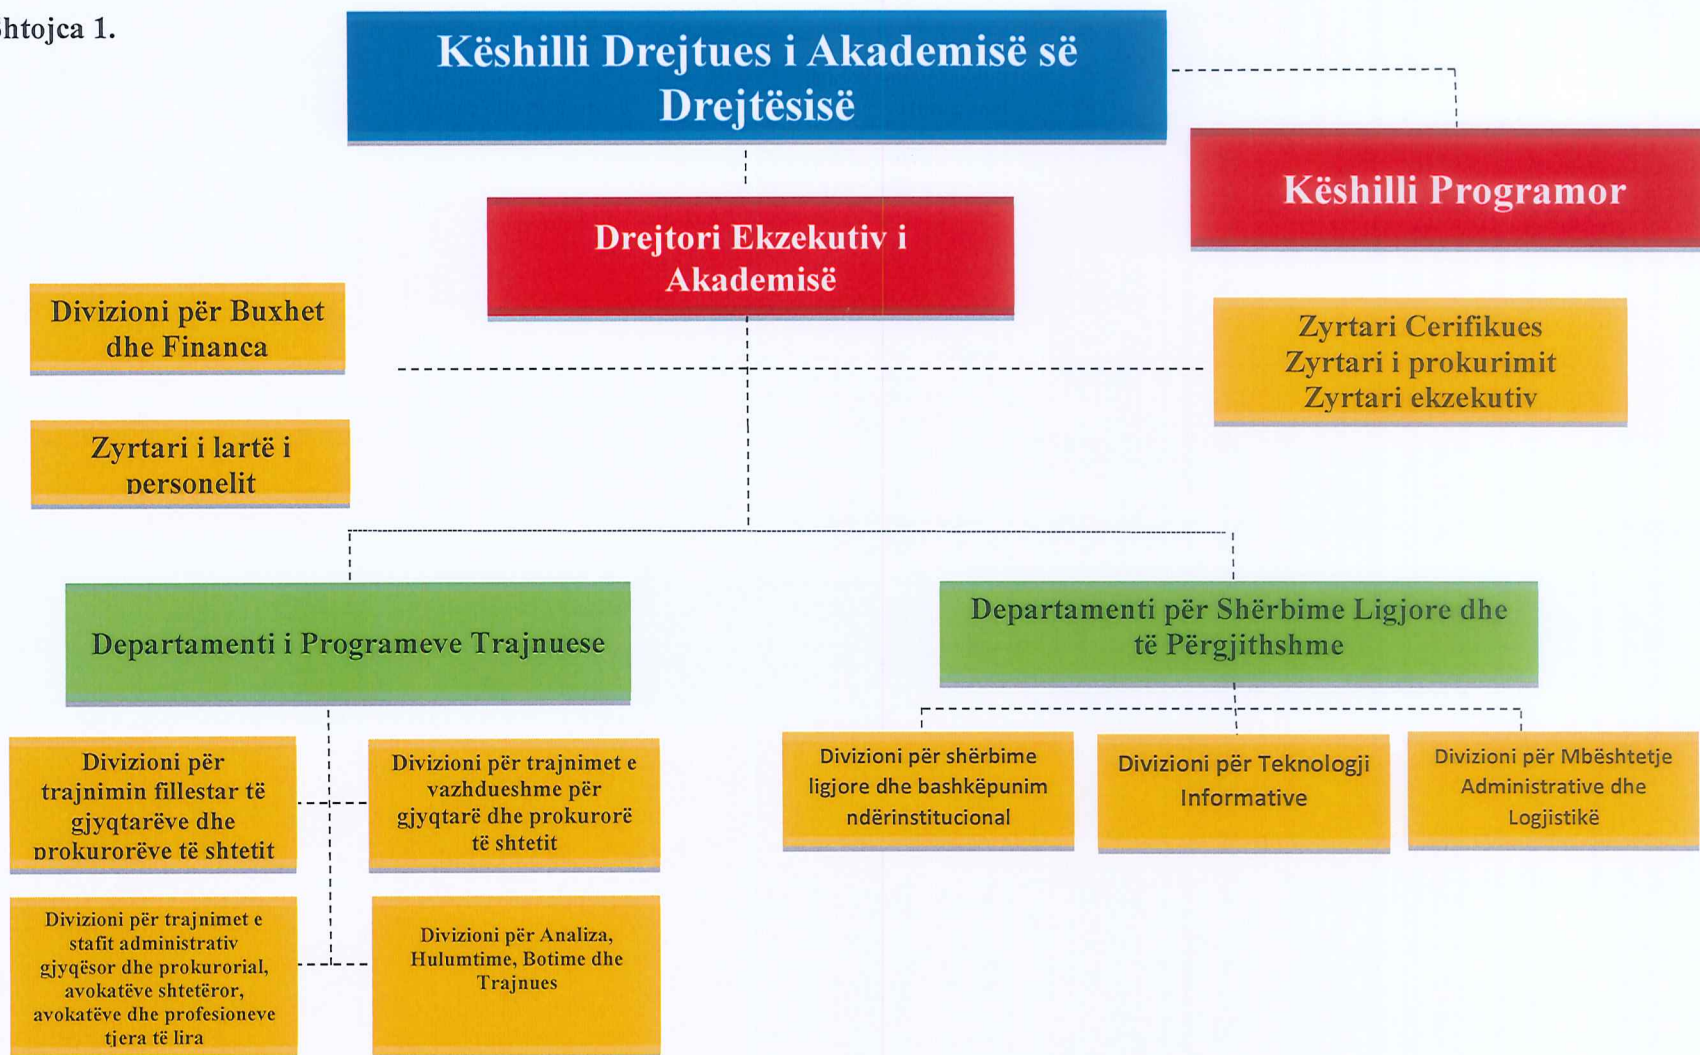 htojca 1.
Këshilli Drejtues i Akademisë së
Drejtësisë
Këshilli Programor
Drejtori Ekzekutiv i
Akademisë
Divizioni për Buxhet
dhe Financa
Zyrtari Cerifikues
Zyrtari i prokurimit
Zyrtari ekzekutiv
Zyrtari i lartë i
personelit
Departamenti i Programeve Trajnuese
Departamenti për Shërbime Ligjore dhe
të Përgjithshme
Divizioni për
trajnimin fillestar të
gjyqtarëve dhe
prokurorëve të shtetit
Divizioni për trajnimet e
vazhdueshme për
gjyqtarë dhe prokurorë
të shtetit
Divizioni për shërbime
ligjore dhe bashkëpunim
ndërinstitucional
Divizioni për Teknologji
Informative
Divizioni për Mbështetje
Administrative dhe
Logjistikë
Divizioni për trajnimet e
stafit administrativ
gjyqësor dhe prokurorial,
avokatëve shtetëror,
avokatëve dhe profesioneve
tjera të lira
Divizioni për Analiza,
Hulumtime, Botime dhe
Trajnues